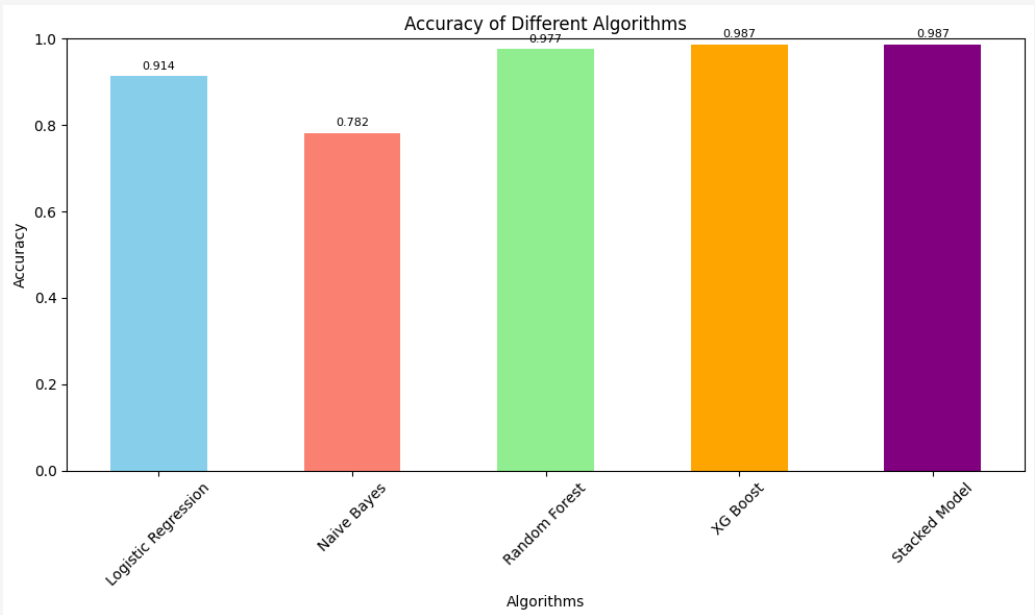 Accuracy of Different Algorithms
1.0
0.8
0.6
0.4
0.2
0.0
Accuracy
0.914
0.782
0.977
0.987
0.987
Logistic Regression
Naive Bayes
Random Forest
XG Boost
Stacked Model
Algorithms